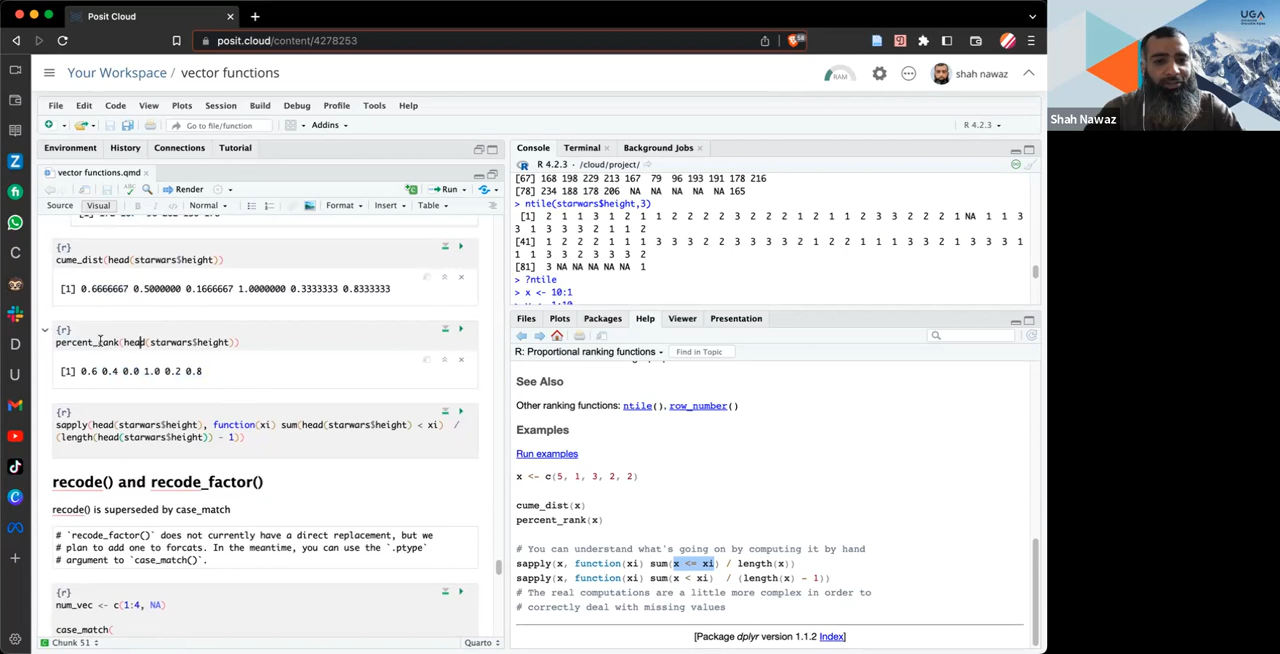 Posit Cloud
posit.cloud/content/4278253
58
Your Workspace / vector functions
RAM
shah nawaz
File Edit Code View Plots Session Build Debug Profile Tools Help
Go to file/function
Addins
R 4.2.3
Environment History Connections Tutorial
vector functions.qmd
Render
Run
Source Visual B I Normal Format Insert Table
{r}
cume_dist(head(starwars$height))
[1] 0.6666667 0.5000000 0.1666667 1.0000000 0.3333333 0.8333333
{r}
percent_rank(head(starwars$height))
[1] 0.6 0.4 0.0 1.0 0.2 0.8
{r}
sapply(head(starwars$height), function(xi) sum(head(starwars$height) < xi) /
(length(head(starwars$height)) - 1))
recode() and recode_factor()
recode() is superseded by case_match
# `recode_factor()` does not currently have a direct replacement, but we
# plan to add one to forcats. In the meantime, you can use the `.ptype`
# argument to `case_match()`.
{r}
num_vec <- c(1:4, NA)
case_match(
Chunk 51
Quarto
Console Terminal Background Jobs
R 4.2.3 · /cloud/project/
[67] 168 198 229 213 167 79 96 193 191 178 216
[78] 234 188 178 206 NA NA NA NA NA 165
> ntile(starwars$height,3)
[1] 2 1 1 3 1 2 1 1 2 2 2 2 3 2 2 2 1 2 1 1 2 3 3 2 2 2 1 NA 1 1 3
3 1 3 3 3 2 1 1 2
[41] 1 2 2 2 1 1 1 3 3 3 2 2 3 3 3 3 2 1 2 2 1 1 1 3 3 2 1 3 3 3 1
1 1 3 3 2 3 3 3 2
[81] 3 NA NA NA NA NA 1
> ?ntile
> x <- 10:1
Files Plots Packages Help Viewer Presentation
R: Proportional ranking functions
Find in Topic
See Also
Other ranking functions: ntile(), row_number()
Examples
Run examples
x <- c(5, 1, 3, 2, 2)
cume_dist(x)
percent_rank(x)
# You can understand what's going on by computing it by hand
sapply(x, function(xi) sum(x <= xi) / length(x))
sapply(x, function(xi) sum(x < xi) / (length(x) - 1))
# The real computations are a little more complex in order to
# correctly deal with missing values
[Package dplyr version 1.1.2 Index]
UGA
Shah Nawaz